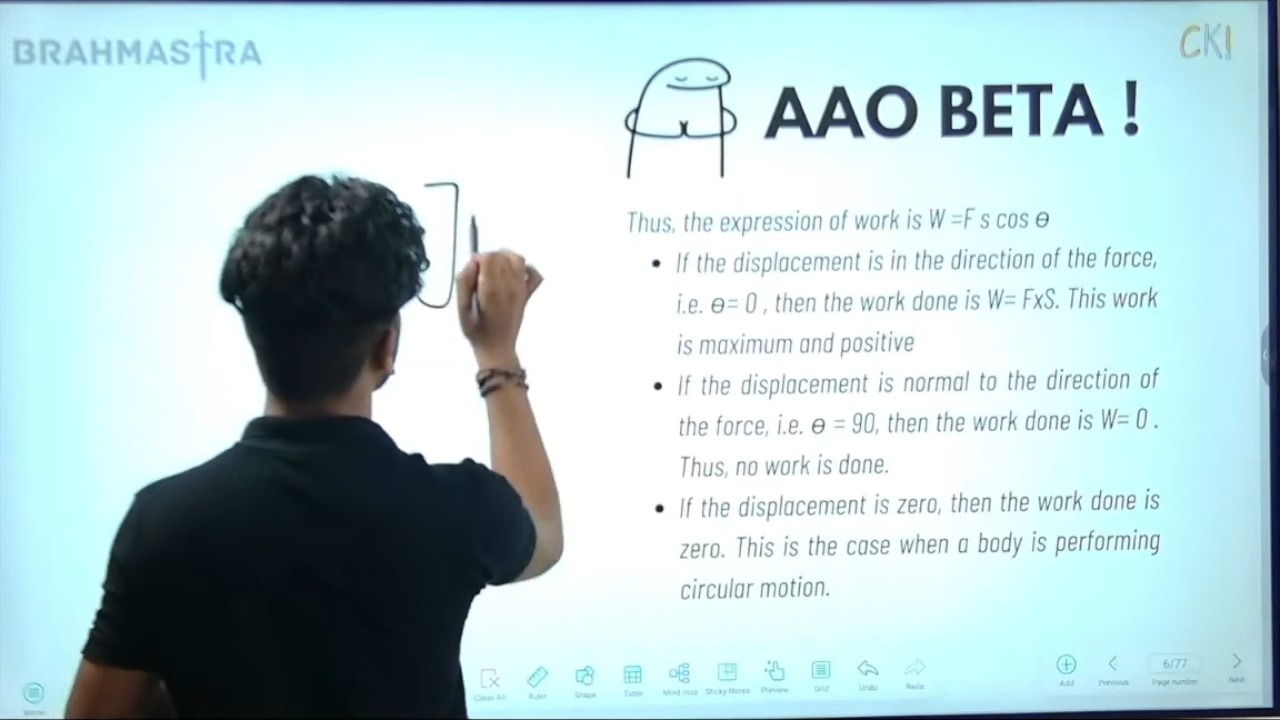 BRAHMASTRA
CK!
AAO BETA !
Thus, the expression of work is W =F s cos ɵ
• If the displacement is in the direction of the force,
i.e. ɵ= 0 , then the work done is W= FxS. This work
is maximum and positive
• If the displacement is normal to the direction of
the force, i.e. ɵ = 90, then the work done is W= 0 .
Thus, no work is done.
• If the displacement is zero, then the work done is
zero. This is the case when a body is performing
circular motion.
Clean All Ruler Shape Table Mind map Sticky Notes Preview Grid Undo Redo Add Previous 6/77 Page number Next